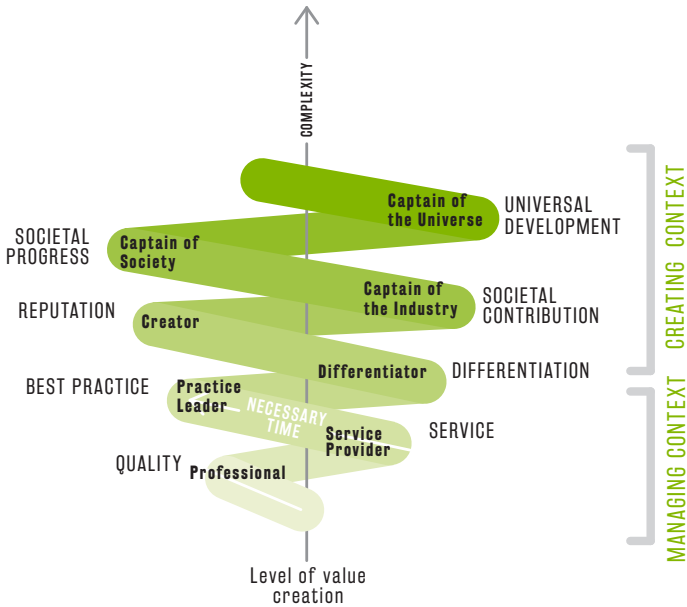 COMPLEXITY
Captain of
the Universe
UNIVERSAL
DEVELOPMENT
SOCIETAL
PROGRESS
Captain of
Society
Captain of
the Industry
SOCIETAL
CONTRIBUTION
REPUTATION
Creator
Differentiator
DIFFERENTIATION
BEST PRACTICE
Practice
Leader
NECESSARY
TIME
Service
Provider
SERVICE
QUALITY
Professional
Level of value
creation
CREATING CONTEXT
MANAGING CONTEXT